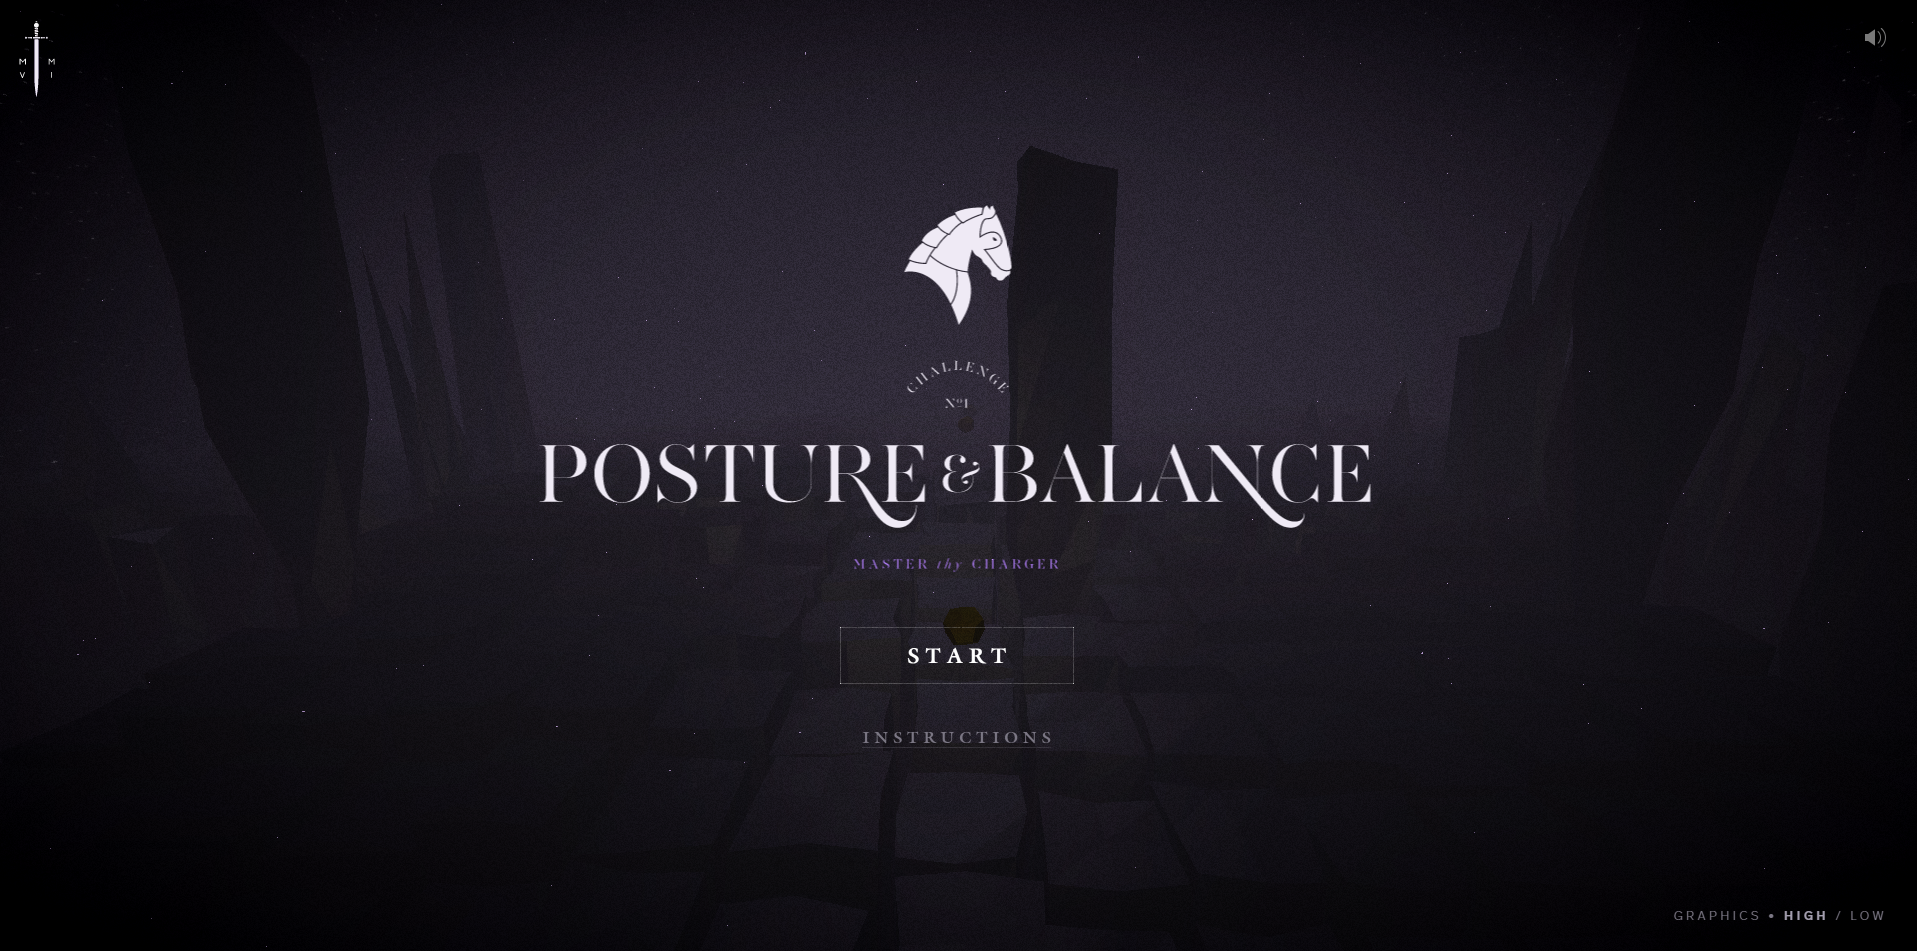 M M
V I
CHALLENGE
Nº1
POSTURE & BALANCE
MASTER thy CHARGER
START
INSTRUCTIONS
GRAPHICS • HIGH / LOW